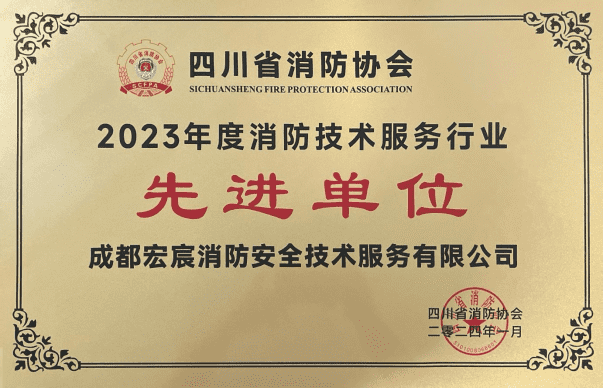 四川省消防协会
SICHUANSHENG FIRE PROTECTION ASSOCIATION
SCFPA
2023年度消防技术服务行业
先进单位
成都宏宸消防安全技术服务有限公司
四川省消防协会
二〇二四年一月